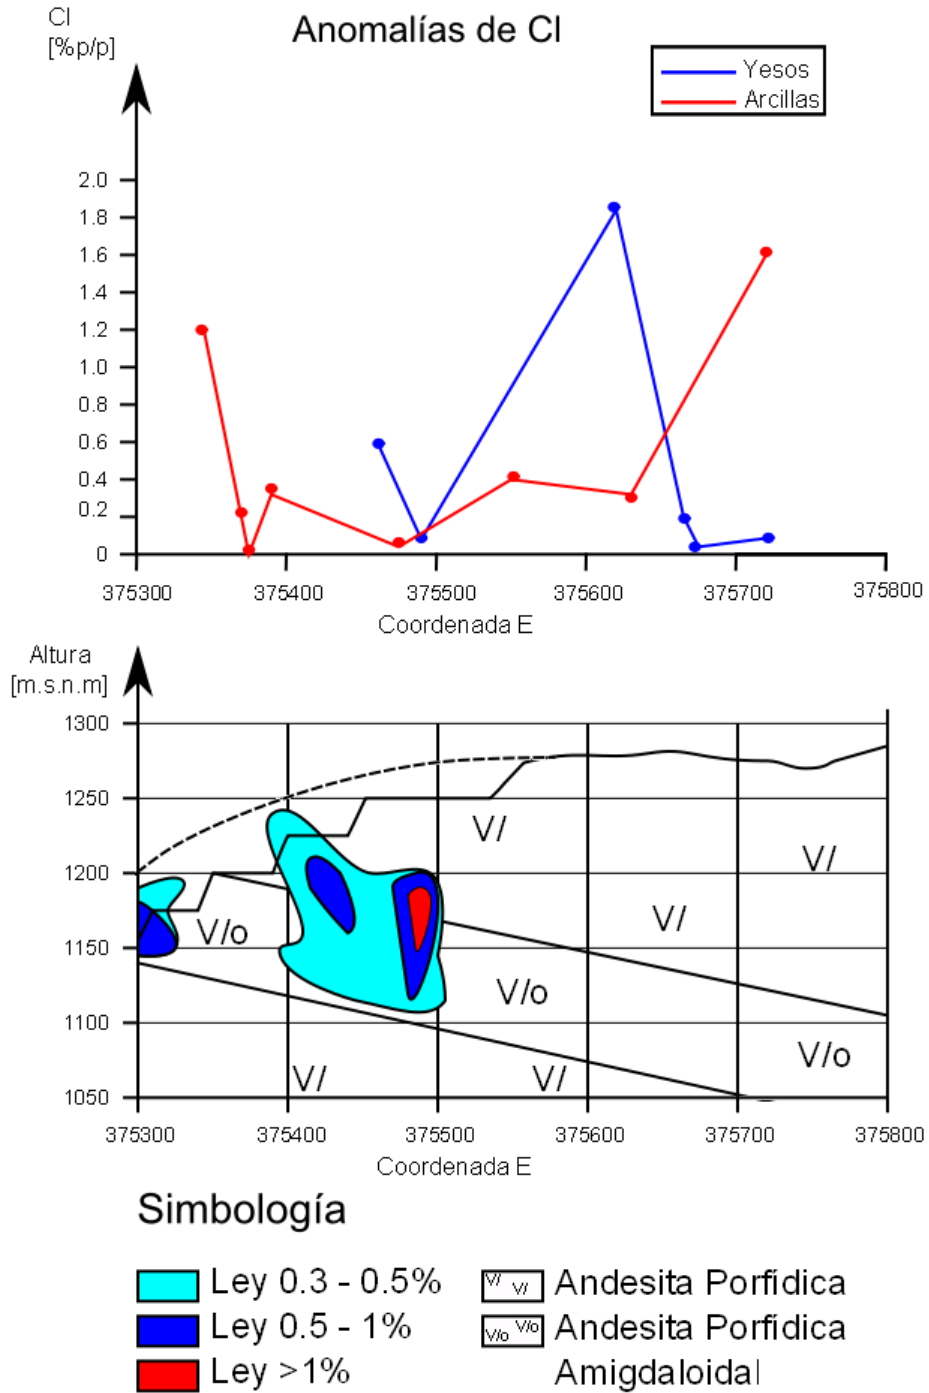 Cl
[%p/p]
Anomalías de Cl
Yesos
Arcillas
2.0
1.8
1.6
1.4
1.2
1.0
0.8
0.6
0.4
0.2
0
375300 375400 375500 375600 375700 375800
Coordenada E
Altura
[m.s.n.m]
1300
1250
1200
1150
1100
1050
V/
V/
V/
V/o
V/o
V/o
V/ V/
375300 375400 375500 375600 375700 375800
Coordenada E
Simbología
Ley 0.3 - 0.5%
V/ V/ Andesita Porfídica
Ley 0.5 - 1%
V/o V/o Andesita Porfídica
Ley >1%
Amigdaloidal